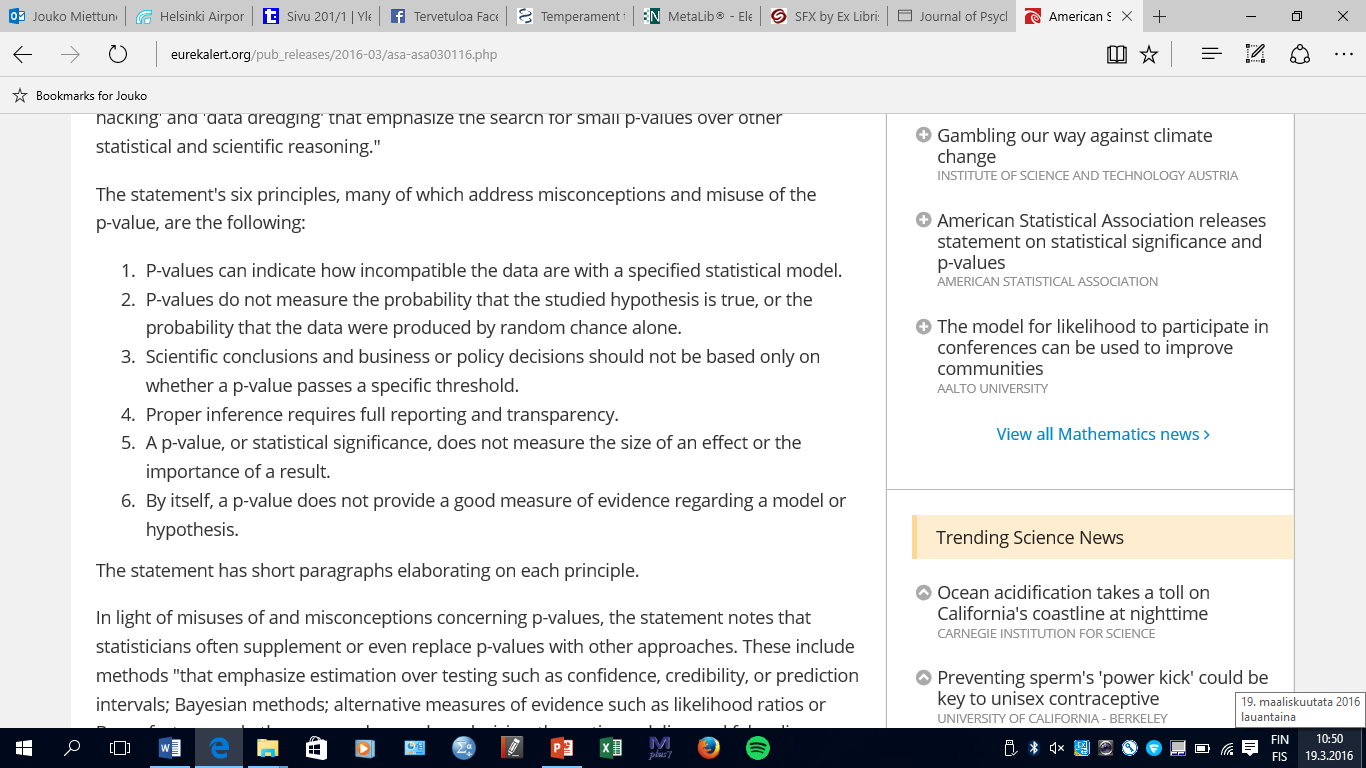 Jouko Miettun
Helsinki Airpor
Sivu 201/1 | Yle
Tervetuloa Face
Temperament t
MetaLib® - Ele
SFX by Ex Libris
Journal of Psycl
American S
eurekalert.org/pub_releases/2016-03/asa-asa030116.php
Bookmarks for Jouko
hacking' and 'data dredging' that emphasize the search for small p-values over other
statistical and scientific reasoning."
The statement's six principles, many of which address misconceptions and misuse of the
p-value, are the following:
1. P-values can indicate how incompatible the data are with a specified statistical model.
2. P-values do not measure the probability that the studied hypothesis is true, or the
probability that the data were produced by random chance alone.
3. Scientific conclusions and business or policy decisions should not be based only on
whether a p-value passes a specific threshold.
4. Proper inference requires full reporting and transparency.
5. A p-value, or statistical significance, does not measure the size of an effect or the
importance of a result.
6. By itself, a p-value does not provide a good measure of evidence regarding a model or
hypothesis.
The statement has short paragraphs elaborating on each principle.
In light of misuses of and misconceptions concerning p-values, the statement notes that
statisticians often supplement or even replace p-values with other approaches. These include
methods "that emphasize estimation over testing such as confidence, credibility, or prediction
intervals; Bayesian methods; alternative measures of evidence such as likelihood ratios or
Gambling our way against climate
change
INSTITUTE OF SCIENCE AND TECHNOLOGY AUSTRIA
American Statistical Association releases
statement on statistical significance and
p-values
AMERICAN STATISTICAL ASSOCIATION
The model for likelihood to participate in
conferences can be used to improve
communities
AALTO UNIVERSITY
View all Mathematics news >
Trending Science News
Ocean acidification takes a toll on
California's coastline at nighttime
CARNEGIE INSTITUTION FOR SCIENCE
Preventing sperm's 'power kick' could be
key to unisex contraceptive
UNIVERSITY OF CALIFORNIA - BERKELEY
19. maaliskuutata 2016
lauantaina
FIN
FIS
10:50
19.3.2016